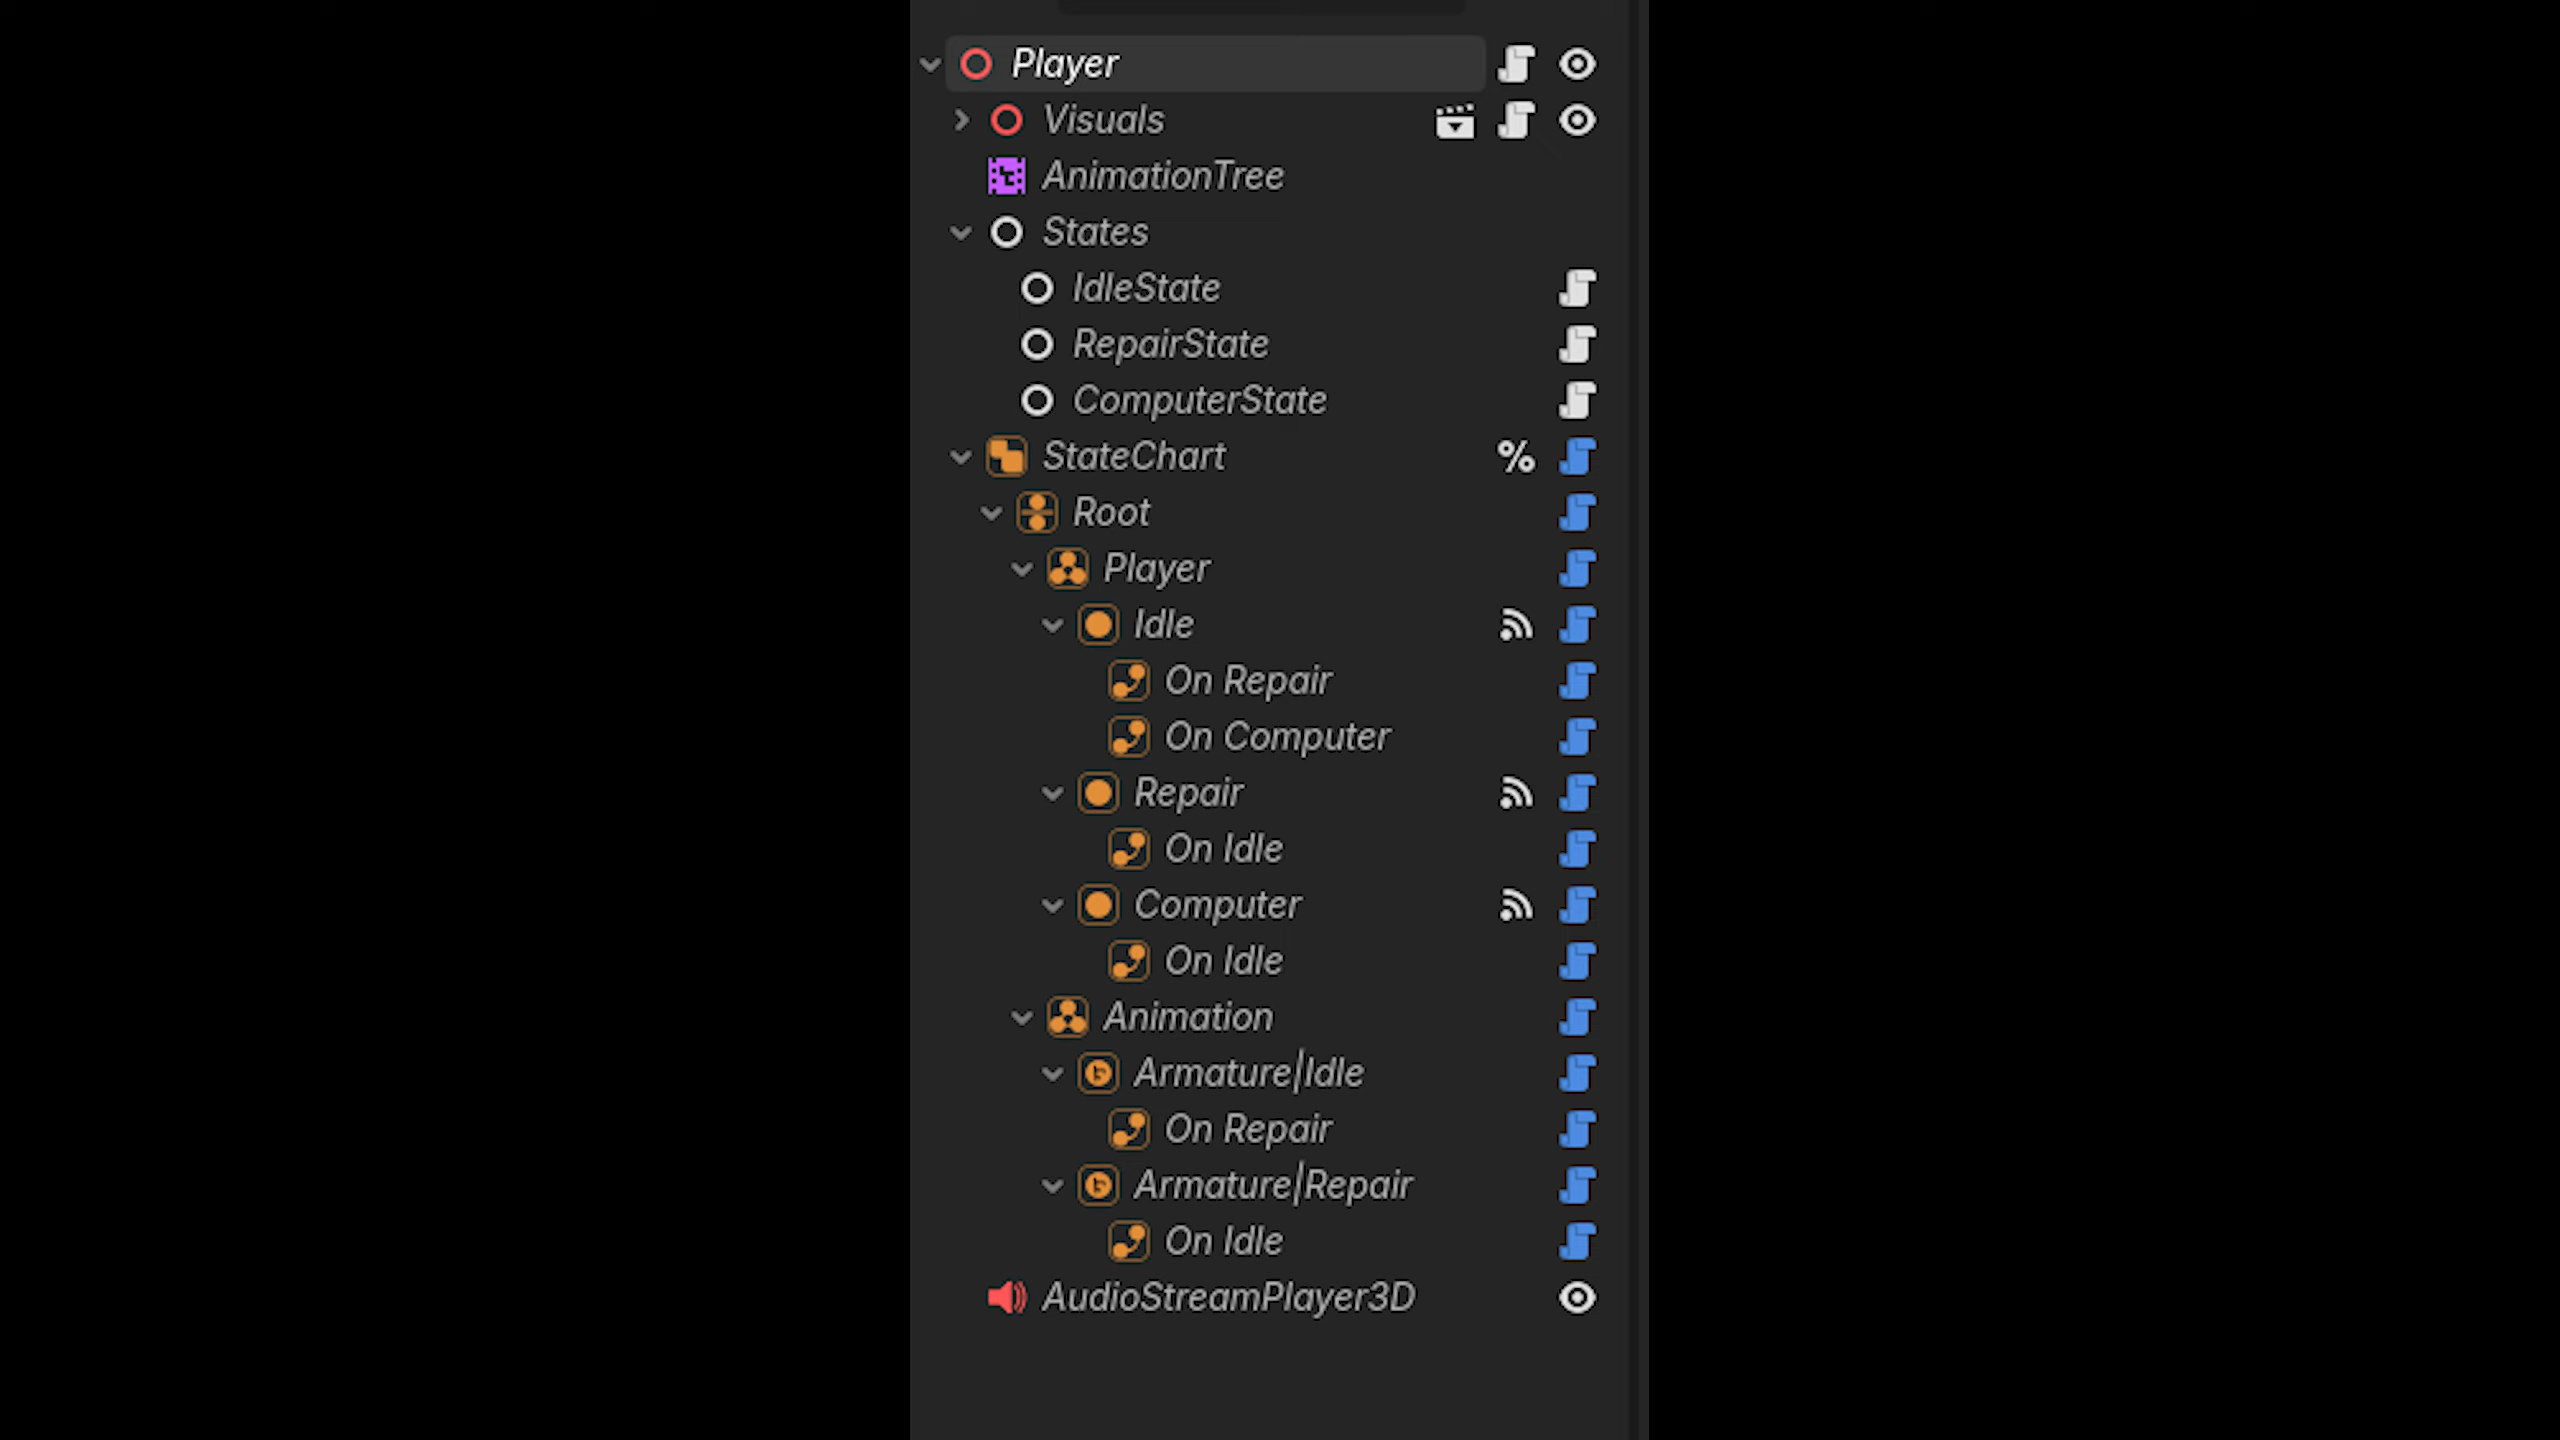 Player
Visuals
AnimationTree
States
IdleState
RepairState
ComputerState
StateChart %
Root
Player
Idle
On Repair
On Computer
Repair
On Idle
Computer
On Idle
Animation
Armature|Idle
On Repair
Armature|Repair
On Idle
AudioStreamPlayer3D